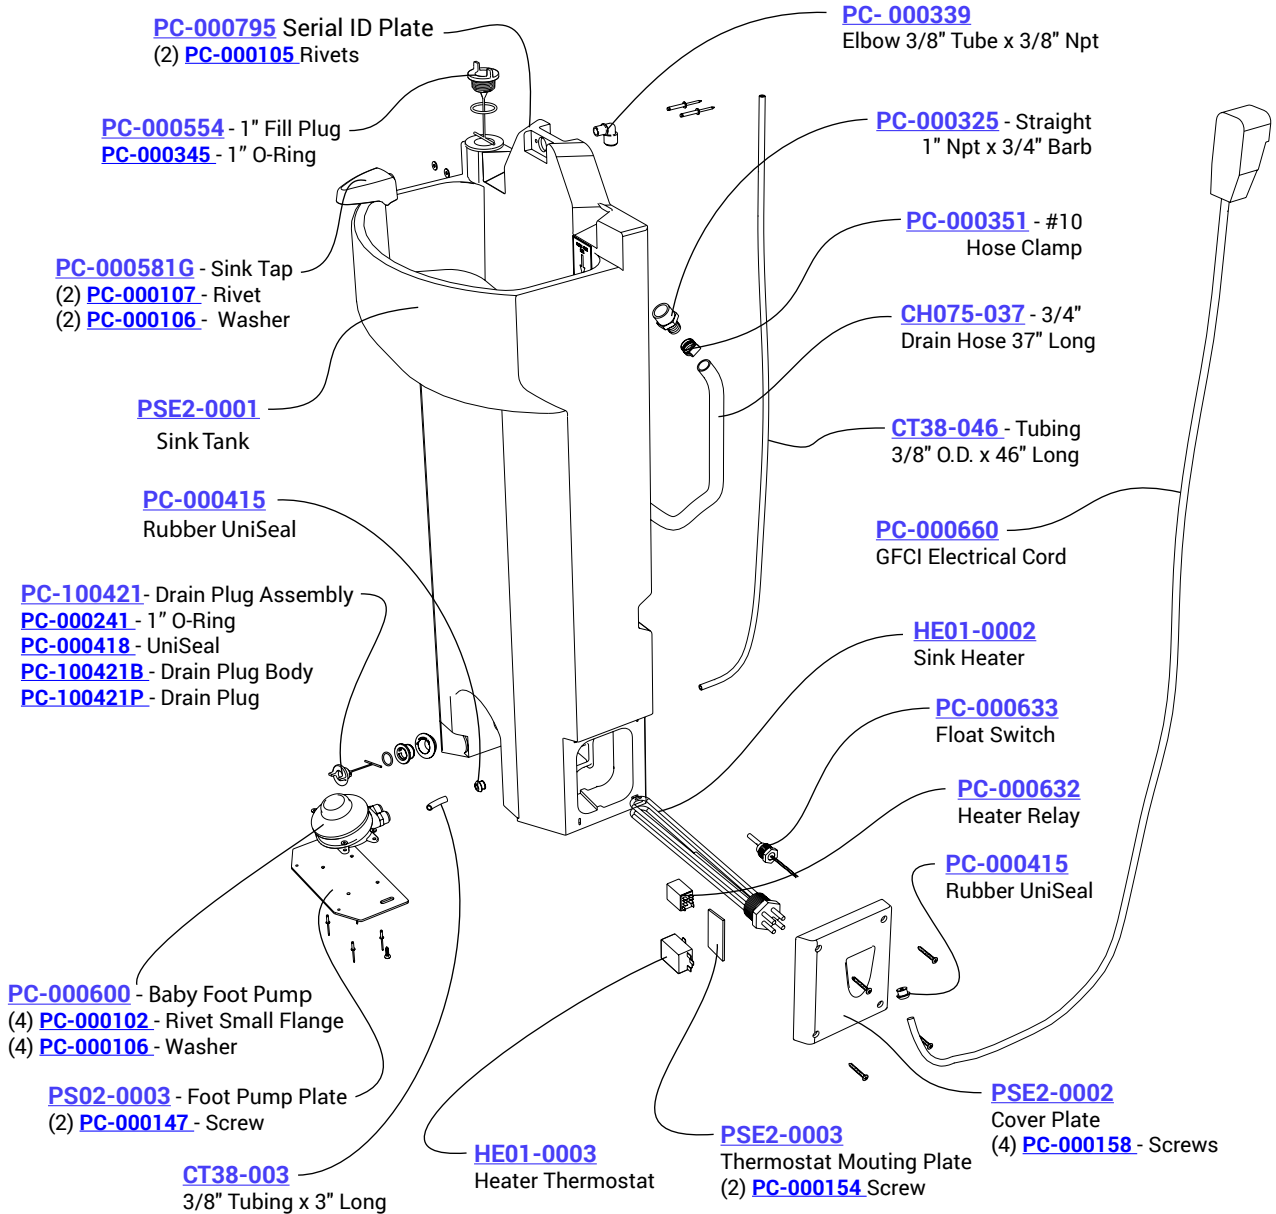 PC-000795 Serial ID Plate
(2) PC-000105 Rivets
PC-000554 - 1" Fill Plug
PC-000345 - 1” O-Ring
PC-000581G - Sink Tap
(2) PC-000107 - Rivet
(2) PC-000106 - Washer
PSE2-0001
Sink Tank
PC-000415
Rubber UniSeal
PC-100421- Drain Plug Assembly
PC-000241 - 1” O-Ring
PC-000418 - UniSeal
PC-100421B - Drain Plug Body
PC-100421P - Drain Plug
PC-000600 - Baby Foot Pump
(4) PC-000102 - Rivet Small Flange
(4) PC-000106 - Washer
PS02-0003 - Foot Pump Plate
(2) PC-000147 - Screw
CT38-003
3/8" Tubing x 3" Long
PC- 000339
Elbow 3/8" Tube x 3/8" Npt
PC-000325 - Straight
1" Npt x 3/4" Barb
PC-000351 - #10
Hose Clamp
CH075-037 - 3/4"
Drain Hose 37" Long
CT38-046 - Tubing
3/8" O.D. x 46" Long
PC-000660
GFCI Electrical Cord
HE01-0002
Sink Heater
PC-000633
Float Switch
PC-000632
Heater Relay
PC-000415
Rubber UniSeal
PSE2-0002
Cover Plate
(4) PC-000158 - Screws
PSE2-0003
Thermostat Mouting Plate
(2) PC-000154 Screw
HE01-0003
Heater Thermostat